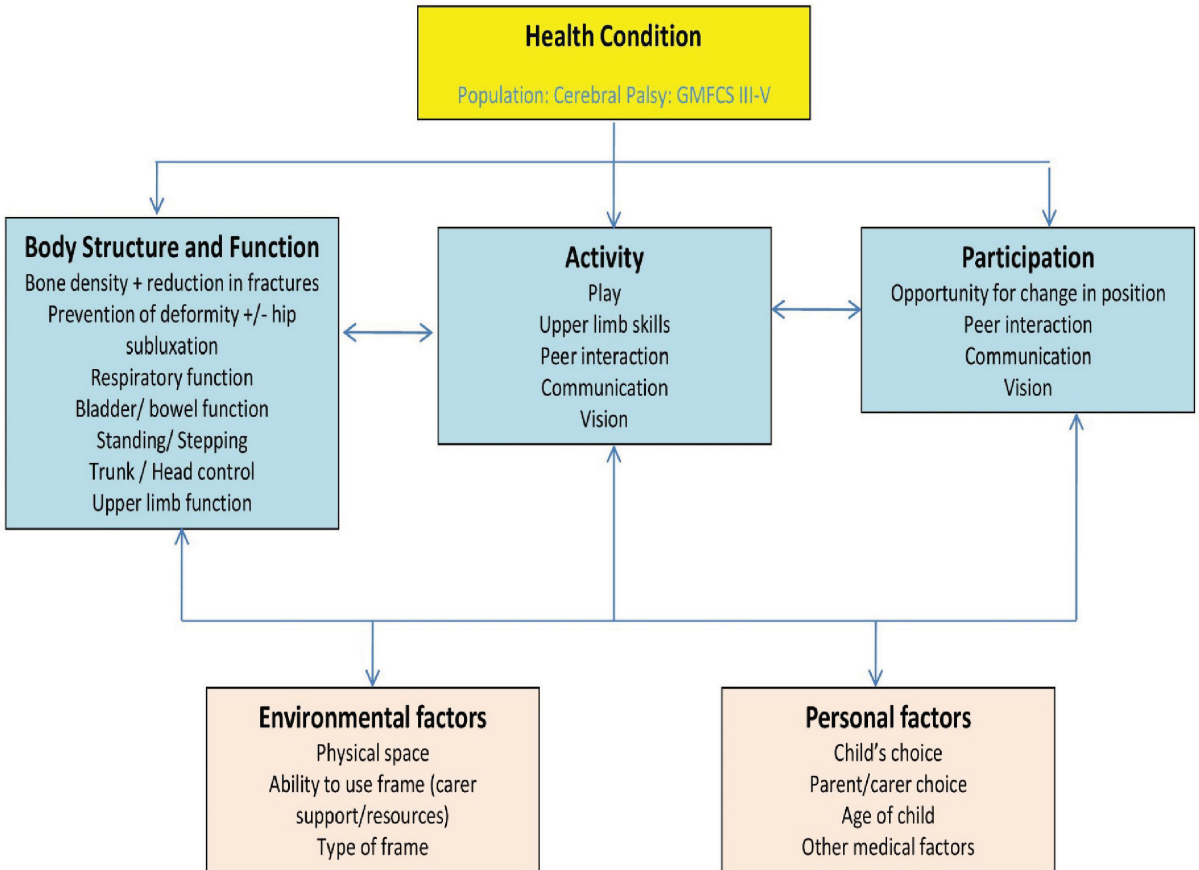 Health Condition
Population: Cerebral Palsy: GMFCS III-V
Body Structure and Function
Bone density + reduction in fractures
Prevention of deformity +/- hip
subluxation
Respiratory function
Bladder/ bowel function
Standing/ Stepping
Trunk / Head control
Upper limb function
Activity
Play
Upper limb skills
Peer interaction
Communication
Vision
Participation
Opportunity for change in position
Peer interaction
Communication
Vision
Environmental factors
Physical space
Ability to use frame (carer
support/resources)
Type of frame
Personal factors
Child's choice
Parent/carer choice
Age of child
Other medical factors